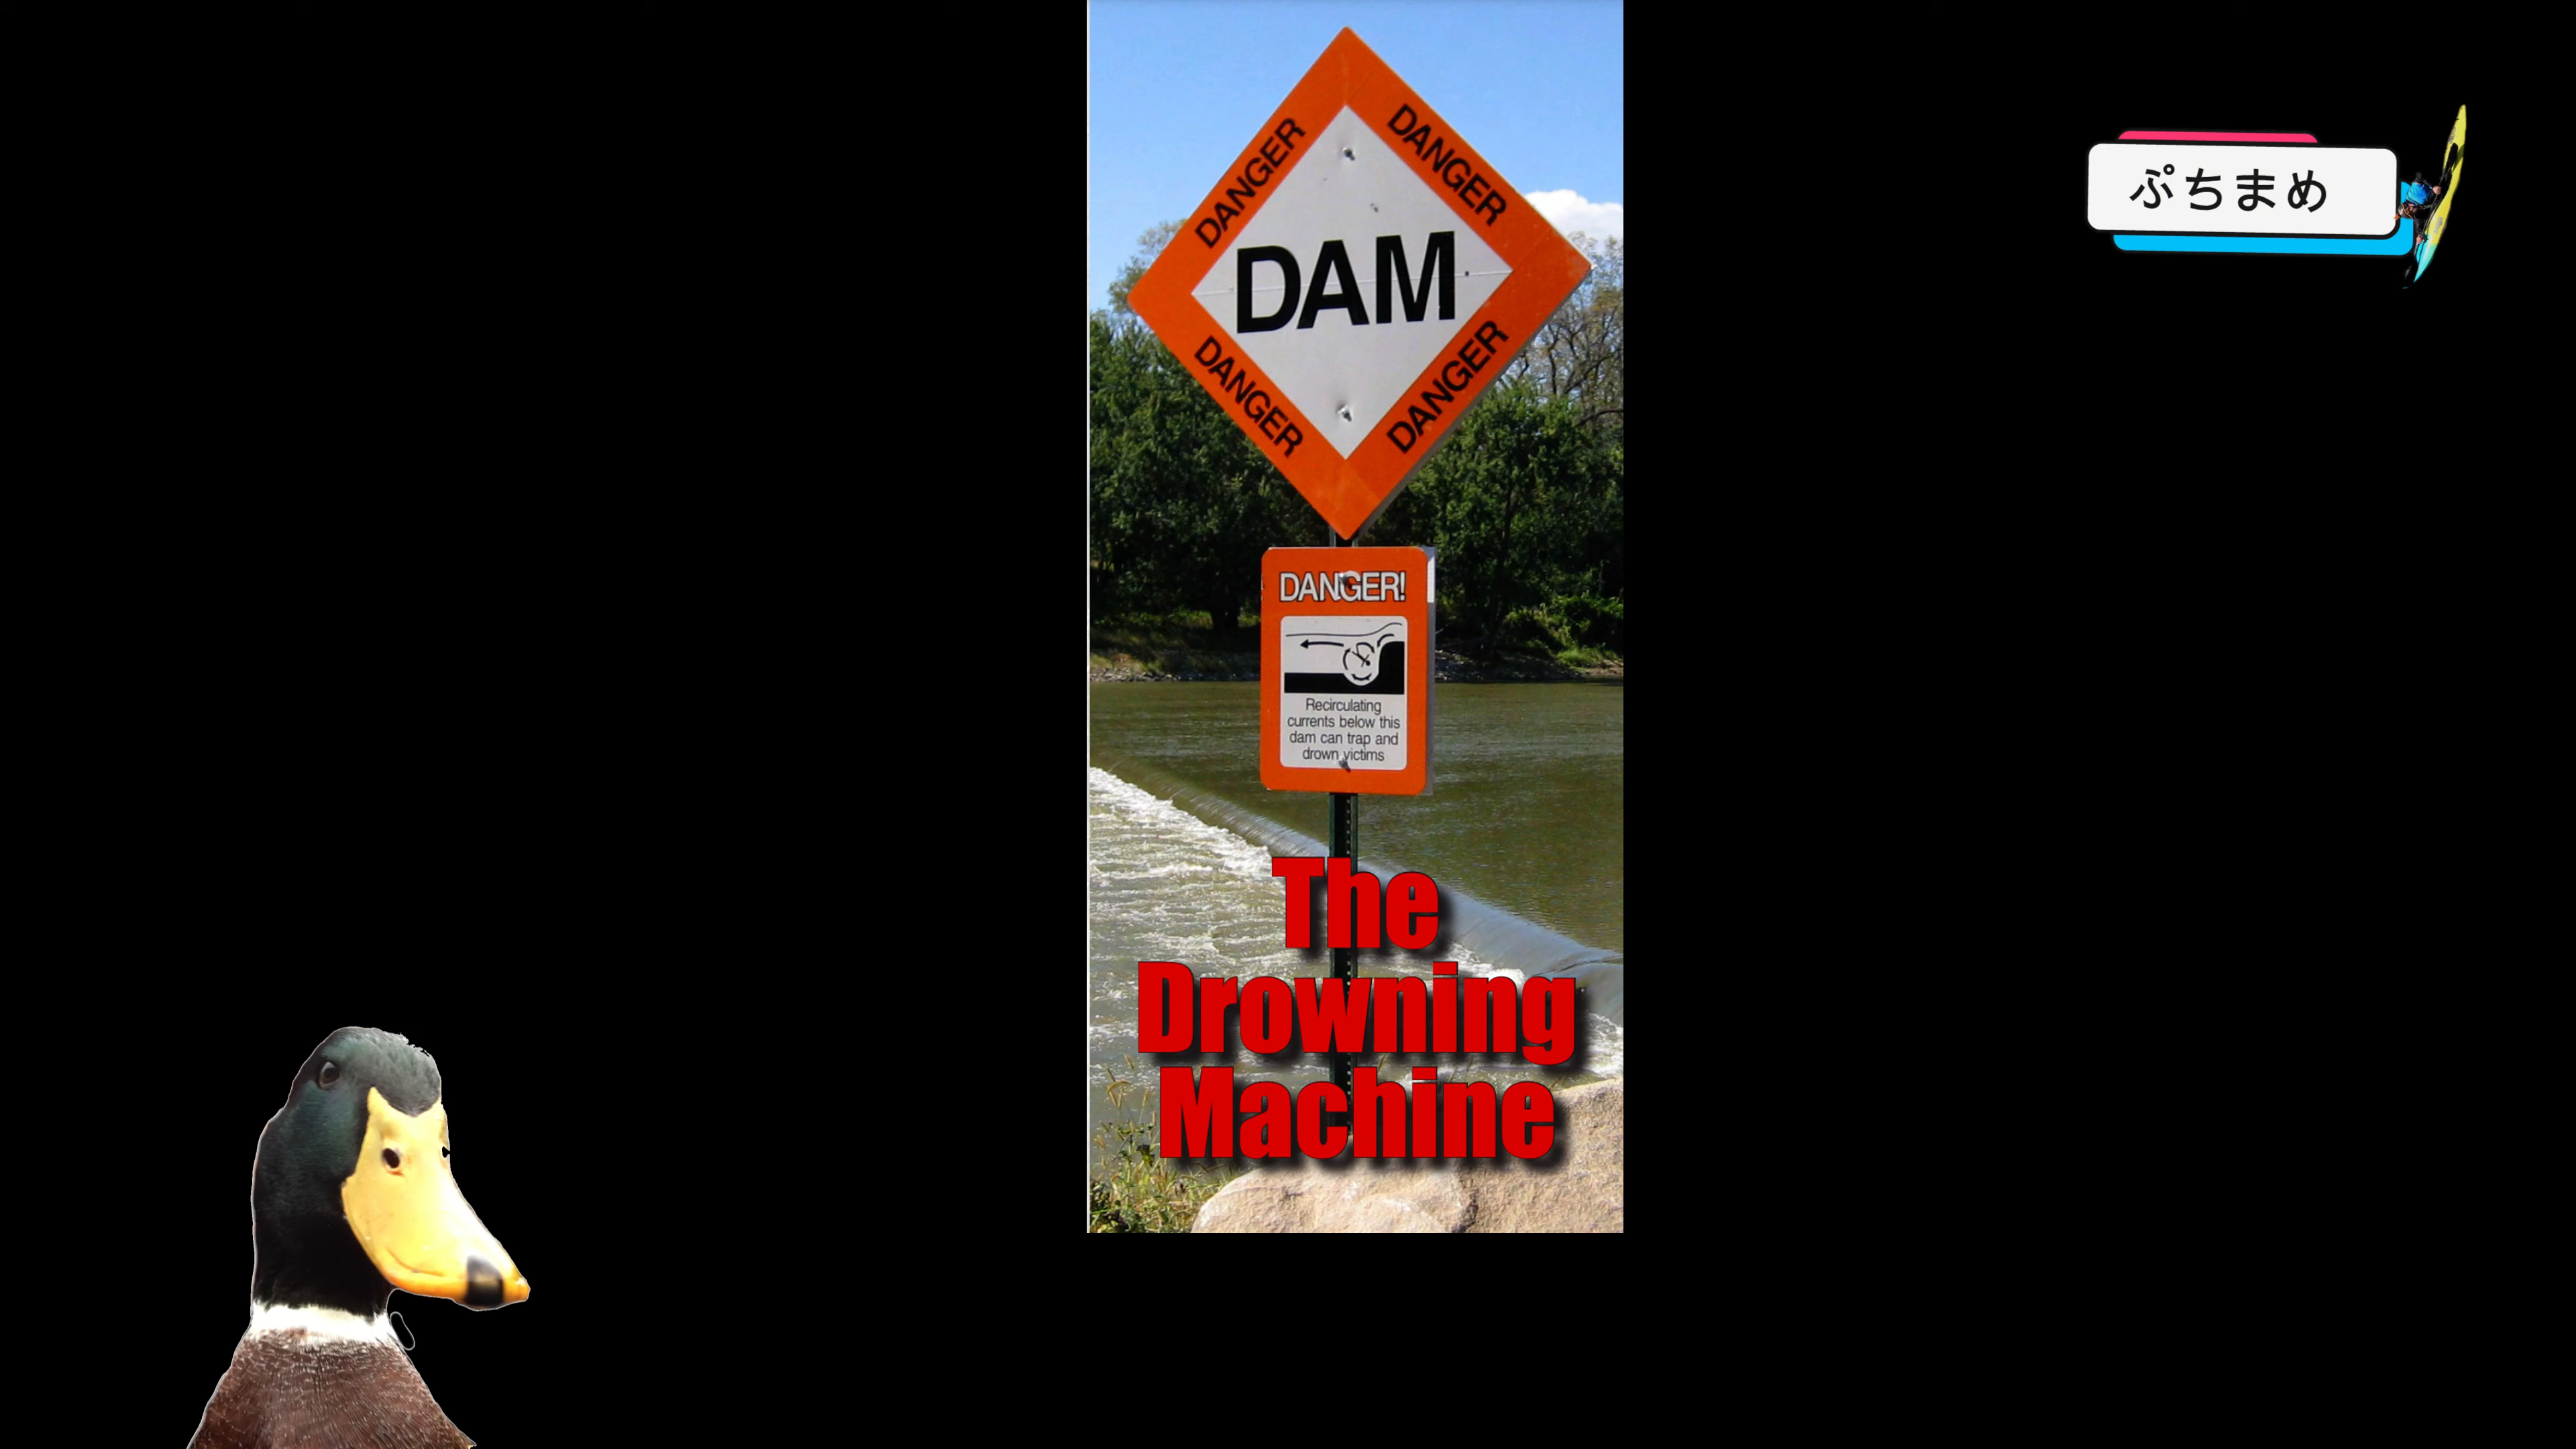 DANGER
DANGER
DAM
DANGER
DANGER
DANGER!
Recirculating
currents below this
dam can trap and
drown victims
The
Drowning
Machine
ぷちまめ